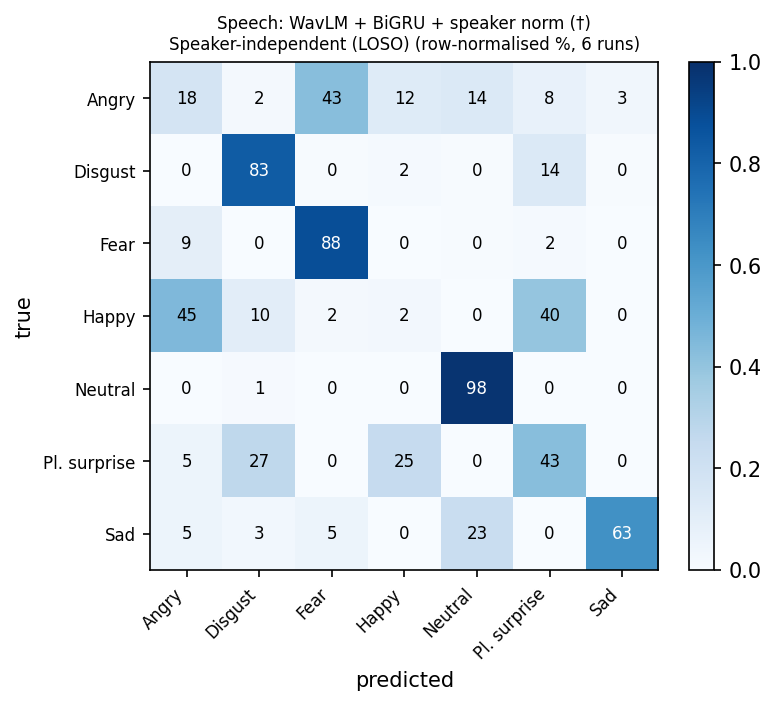 Speech: WavLM + BiGRU + speaker norm (†)
Speaker-independent (LOSO) (row-normalised %, 6 runs)
1.0
Angry 18 2 43 12 14 8 3
Disgust 0 83 0 2 0 14 0
0.8
Fear 9 0 88 0 0 2 0
0.6
Happy 45 10 2 2 0 40 0
true
0.4
Neutral 0 1 0 0 98 0 0
Pl. surprise 5 27 0 25 0 43 0
0.2
Sad 5 3 5 0 23 0 63
0.0
Angry Disgust Fear Happy Neutral Pl. surprise Sad
predicted